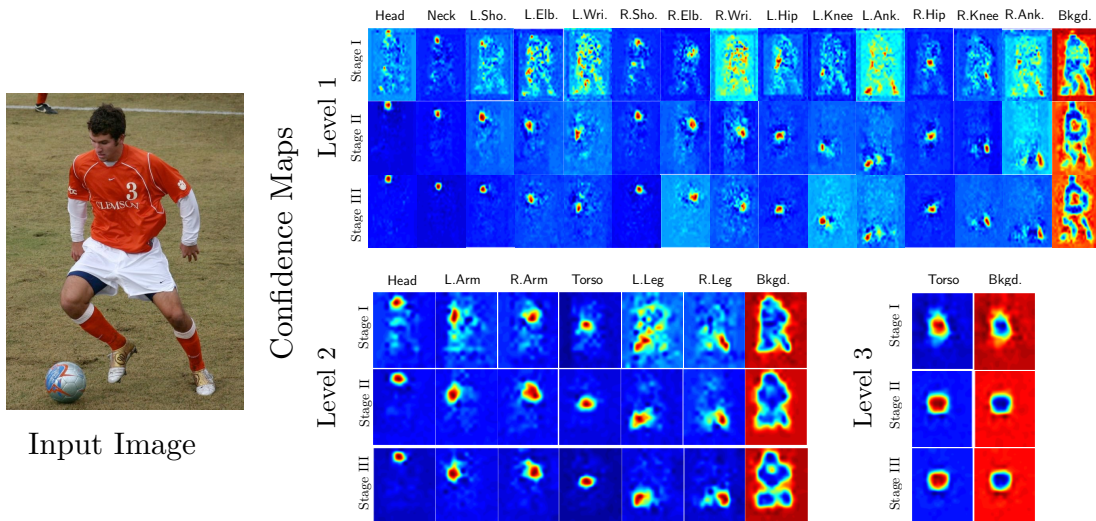 Head Neck L.Sho. L.Elb. L.Wri. R.Sho. R.Elb. R.Wri. L.Hip L.Knee L.Ank. R.Hip R.Knee R.Ank. Bkgd.
Level 1
Stage I
Stage II
Stage III
Confidence Maps
3
CLEMSON
Input Image
Head L.Arm R.Arm Torso L.Leg R.Leg Bkgd.
Level 2
Stage I
Stage II
Stage III
Torso Bkgd.
Level 3
Stage I
Stage II
Stage III